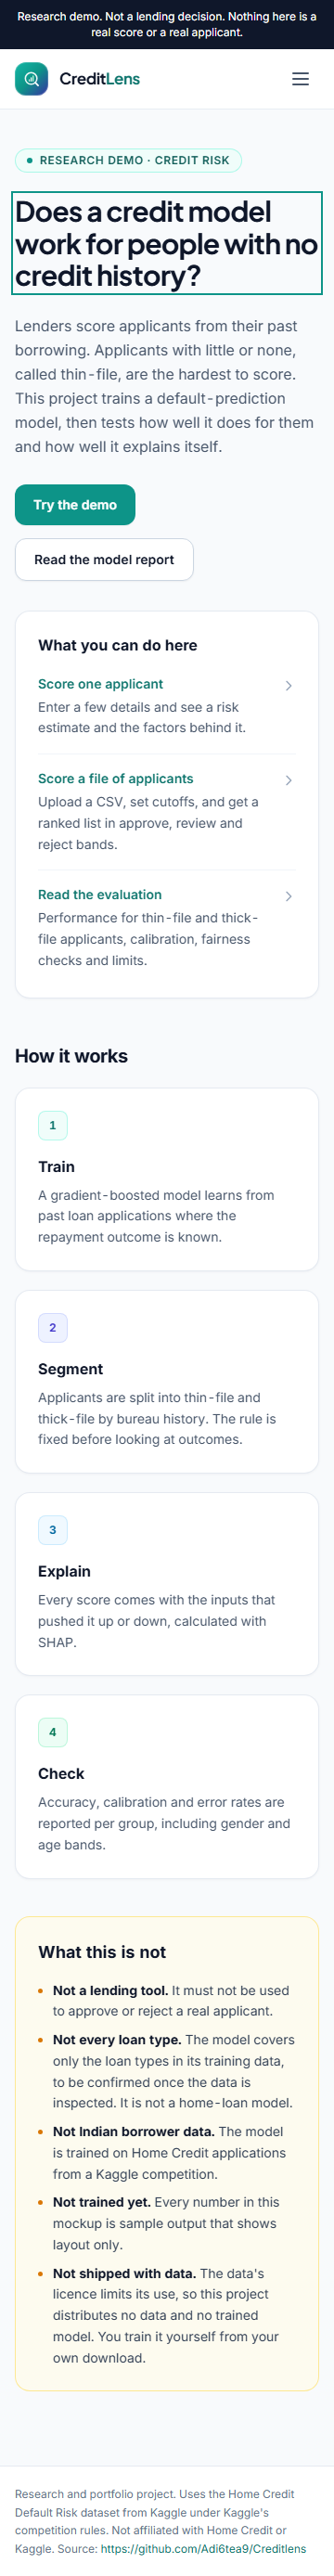 Research demo. Not a lending decision. Nothing here is a
real score or a real applicant.
CreditLens
RESEARCH DEMO · CREDIT RISK
Does a credit model
work for people with no
credit history?
Lenders score applicants from their past
borrowing. Applicants with little or none,
called thin-file, are the hardest to score.
This project trains a default-prediction
model, then tests how well it does for them
and how well it explains itself.
Try the demo
Read the model report
What you can do here
Score one applicant
Enter a few details and see a risk
estimate and the factors behind it.
Score a file of applicants
Upload a CSV, set cutoffs, and get a
ranked list in approve, review and
reject bands.
Read the evaluation
Performance for thin-file and thick-
file applicants, calibration, fairness
checks and limits.
How it works
1
Train
A gradient-boosted model learns from
past loan applications where the
repayment outcome is known.
2
Segment
Applicants are split into thin-file and
thick-file by bureau history. The rule is
fixed before looking at outcomes.
3
Explain
Every score comes with the inputs that
pushed it up or down, calculated with
SHAP.
4
Check
Accuracy, calibration and error rates are
reported per group, including gender and
age bands.
What this is not
• Not a lending tool. It must not be used
to approve or reject a real applicant.
• Not every loan type. The model covers
only the loan types in its training data,
to be confirmed once the data is
inspected. It is not a home-loan model.
• Not Indian borrower data. The model
is trained on Home Credit applications
from a Kaggle competition.
• Not trained yet. Every number in this
mockup is sample output that shows
layout only.
• Not shipped with data. The data's
licence limits its use, so this project
distributes no data and no trained
model. You train it yourself from your
own download.
Research and portfolio project. Uses the Home Credit
Default Risk dataset from Kaggle under Kaggle's
competition rules. Not affiliated with Home Credit or
Kaggle. Source: https://github.com/Adi6tea9/Creditlens